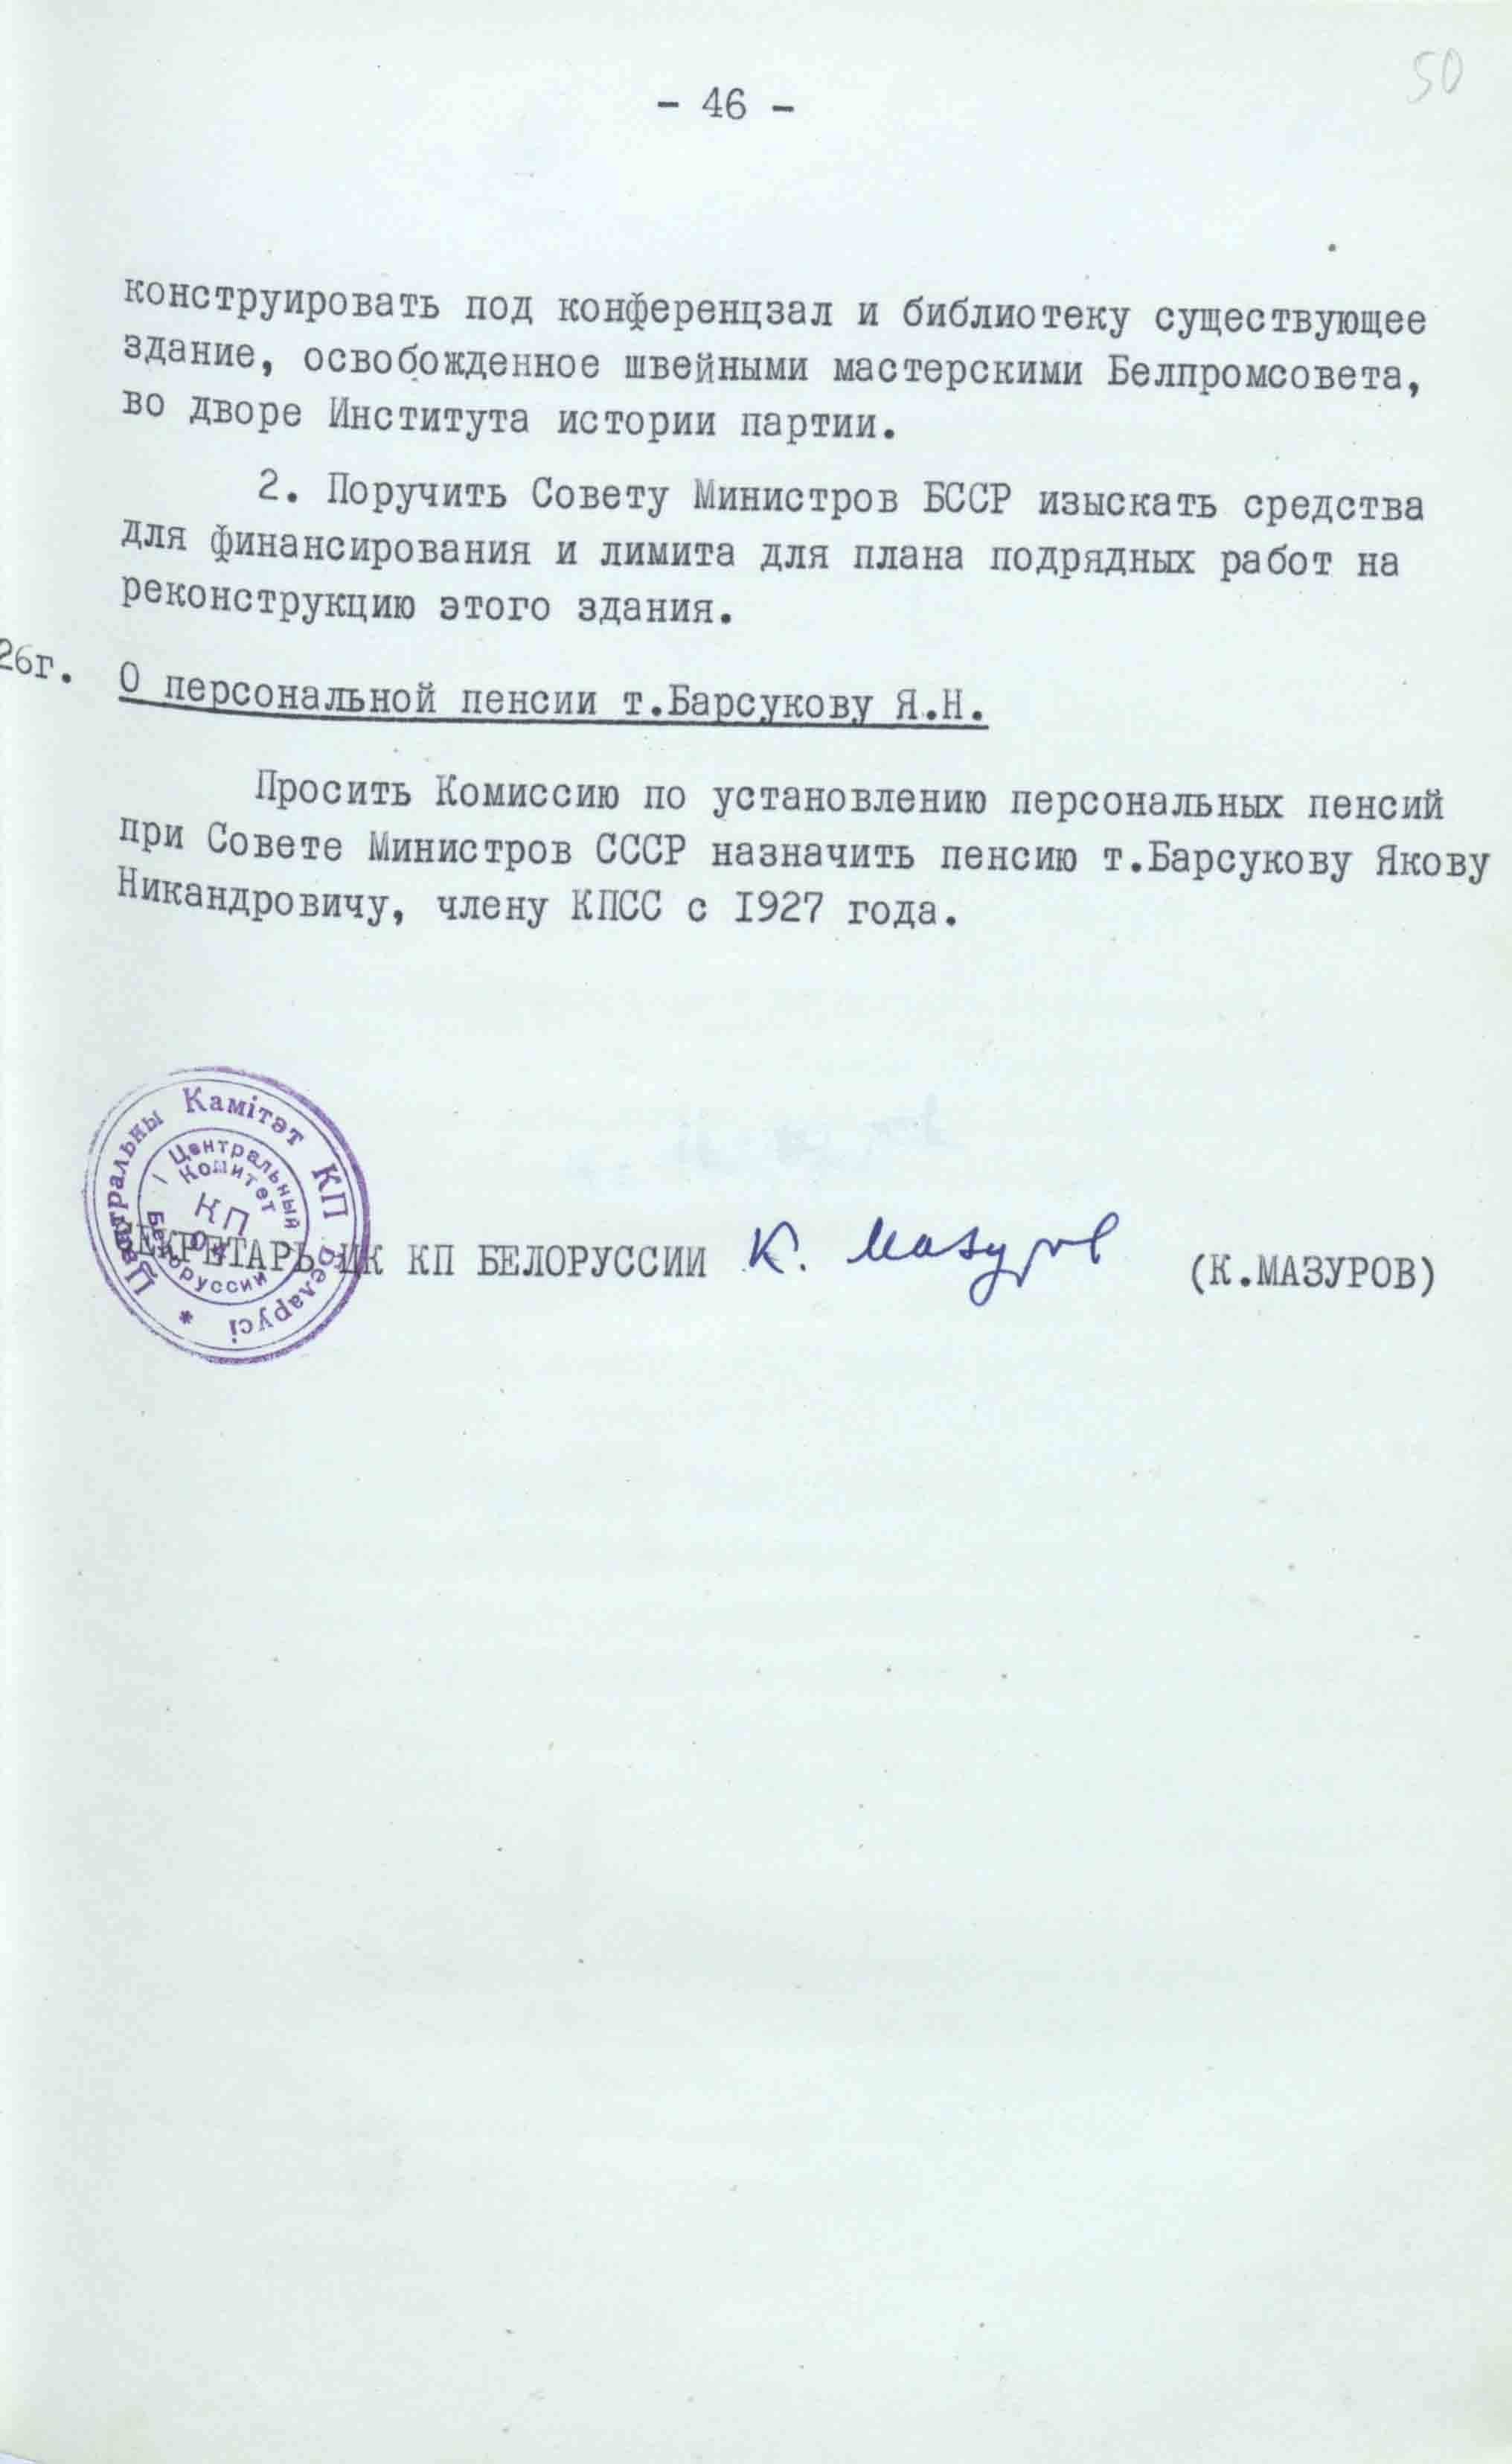 50
- 46 -
конструировать под конференцзал и библиотеку существующее
здание, освобожденное швейными мастерскими Белпромсовета,
во дворе Института истории партии.
2. Поручить Совету Министров БССР изыскать средства
для финансирования и лимита для плана подрядных работ на
реконструкцию этого здания.
26г.
О персональной пенсии т.Барсукову Я.Н.
Просить Комиссию по установлению персональных пенсий
при Совете Министров СССР назначить пенсию т.Барсукову Якову
Никандровичу, члену КПСС с 1927 года.
Цэнтральны Камітэт КП Беларусі *
Центральный
Комитет
КП
Белоруссии
СЕКРЕТАРЬ ЦК КП БЕЛОРУССИИ К. Мазуров (К.МАЗУРОВ)